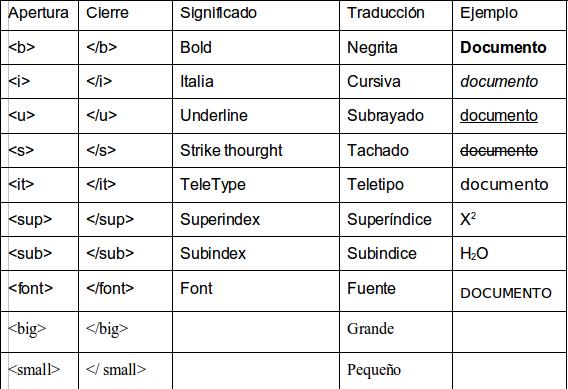 Apertura Cierre Significado Traducción Ejemplo
<b> </b> Bold Negrita Documento
<i> </i> Italia Cursiva documento
<u> </u> Underline Subrayado documento
<s> </s> Strike thourght Tachado documento
<it> </it> TeleType Teletipo documento
<sup> </sup> Superindex Superíndice X²
<sub> </sub> Subindex Subindice H₂O
<font> </font> Font Fuente DOCUMENTO
<big> </big> Grande
<small> </ small> Pequeño